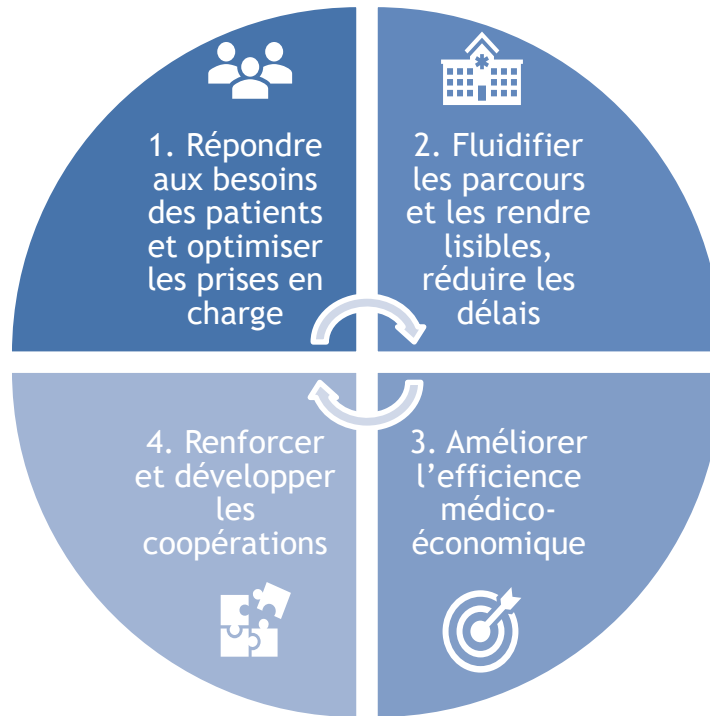 1. Répondre
aux besoins
des patients
et optimiser
les prises en
charge
2. Fluidifier
les parcours
et les rendre
lisibles,
réduire les
délais
3. Améliorer
l’efficience
médico-
économique
4. Renforcer
et développer
les
coopérations